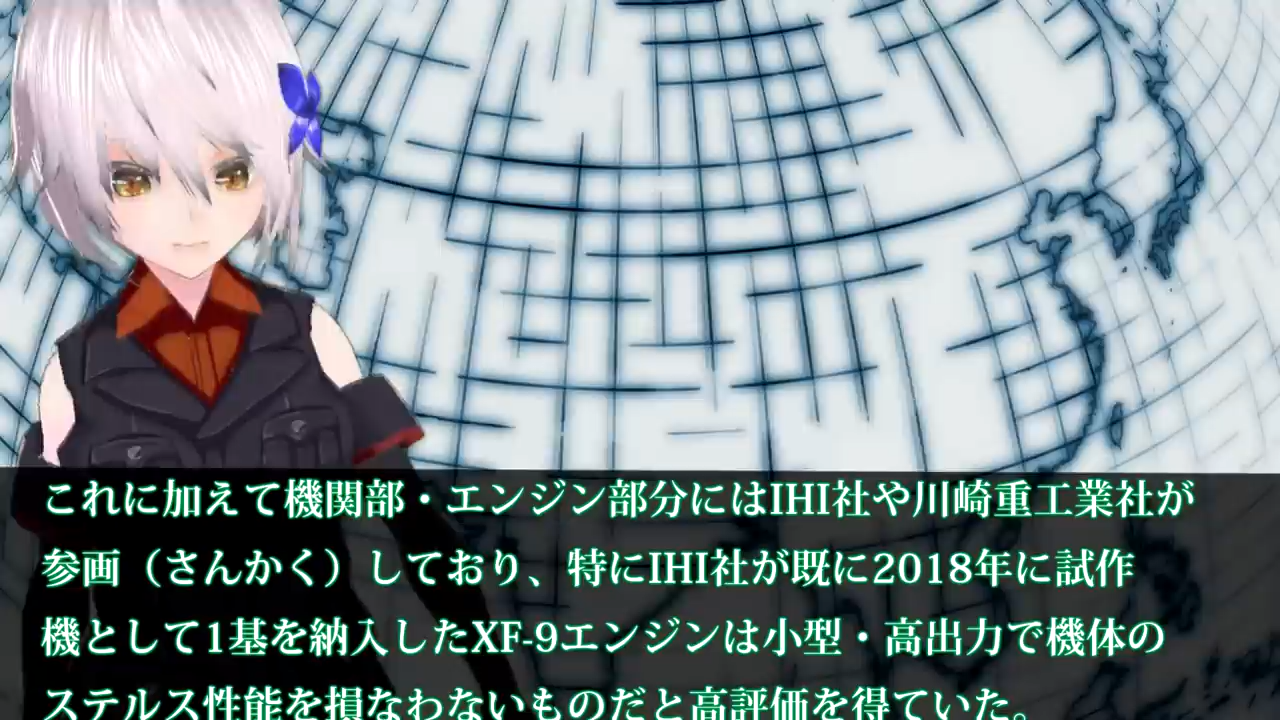 これに加えて機関部・エンジン部分にはIHI社や川崎重工業社が
参画（さんかく）しており、特にIHI社が既に2018年に試作
機として1基を納入したXF-9エンジンは小型・高出力で機体の
ステルス性能を損なわないものだと高評価を得ていた。